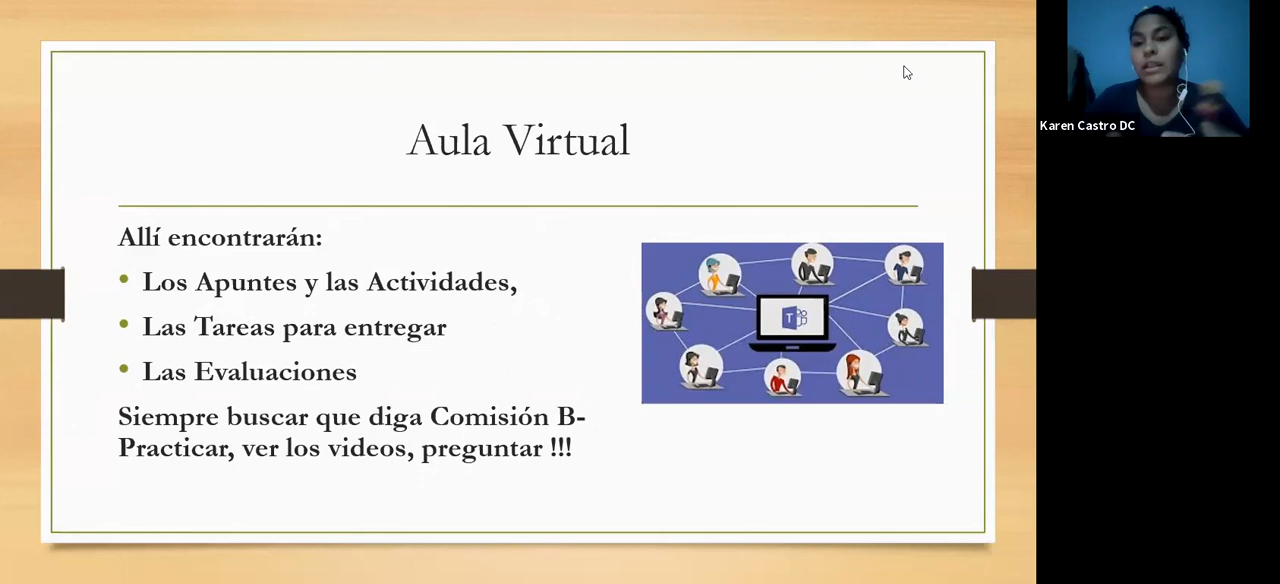 Aula Virtual
Allí encontrarán:
• Los Apuntes y las Actividades,
• Las Tareas para entregar
• Las Evaluaciones
Siempre buscar que diga Comisión B-
Practicar, ver los videos, preguntar !!!
T
Karen Castro DC